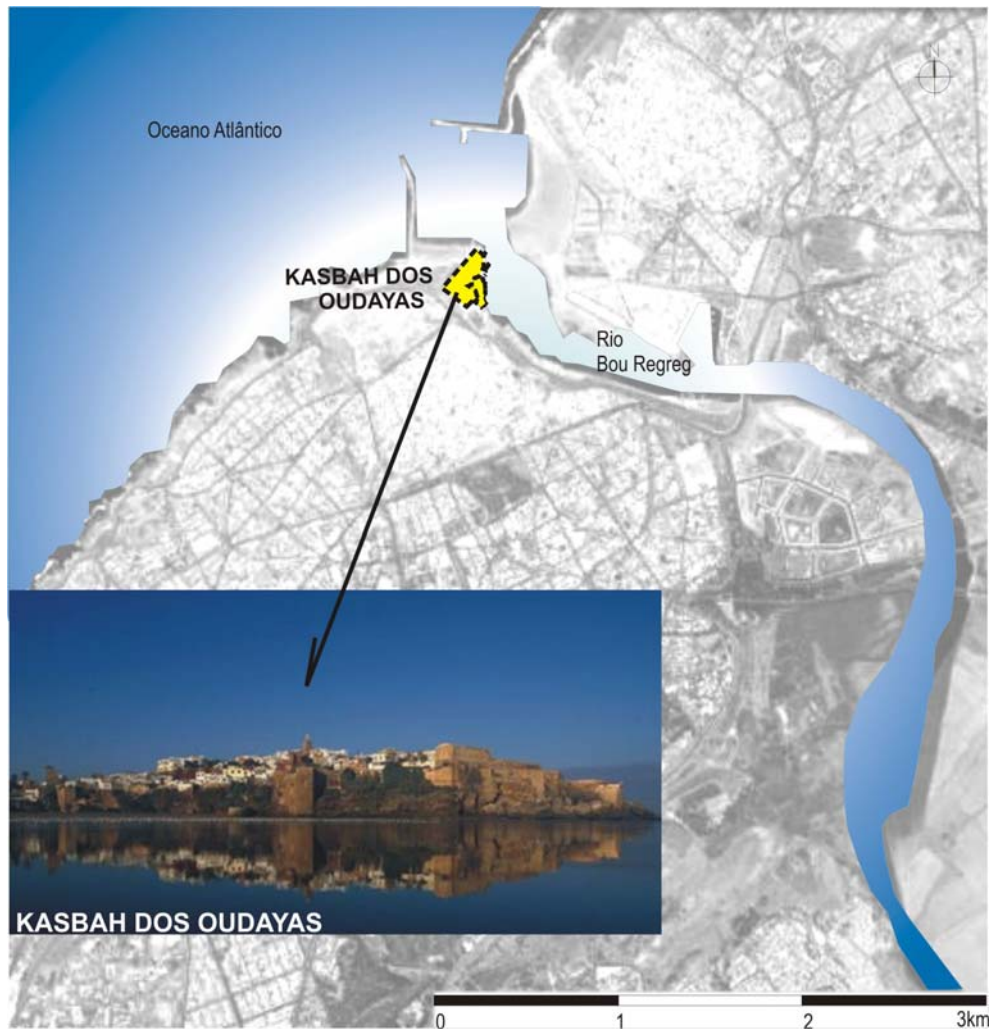 N
Oceano Atlântico
KASBAH DOS
OUDAYAS
Rio
Bou Regreg
KASBAH DOS OUDAYAS
0 1 2 3km